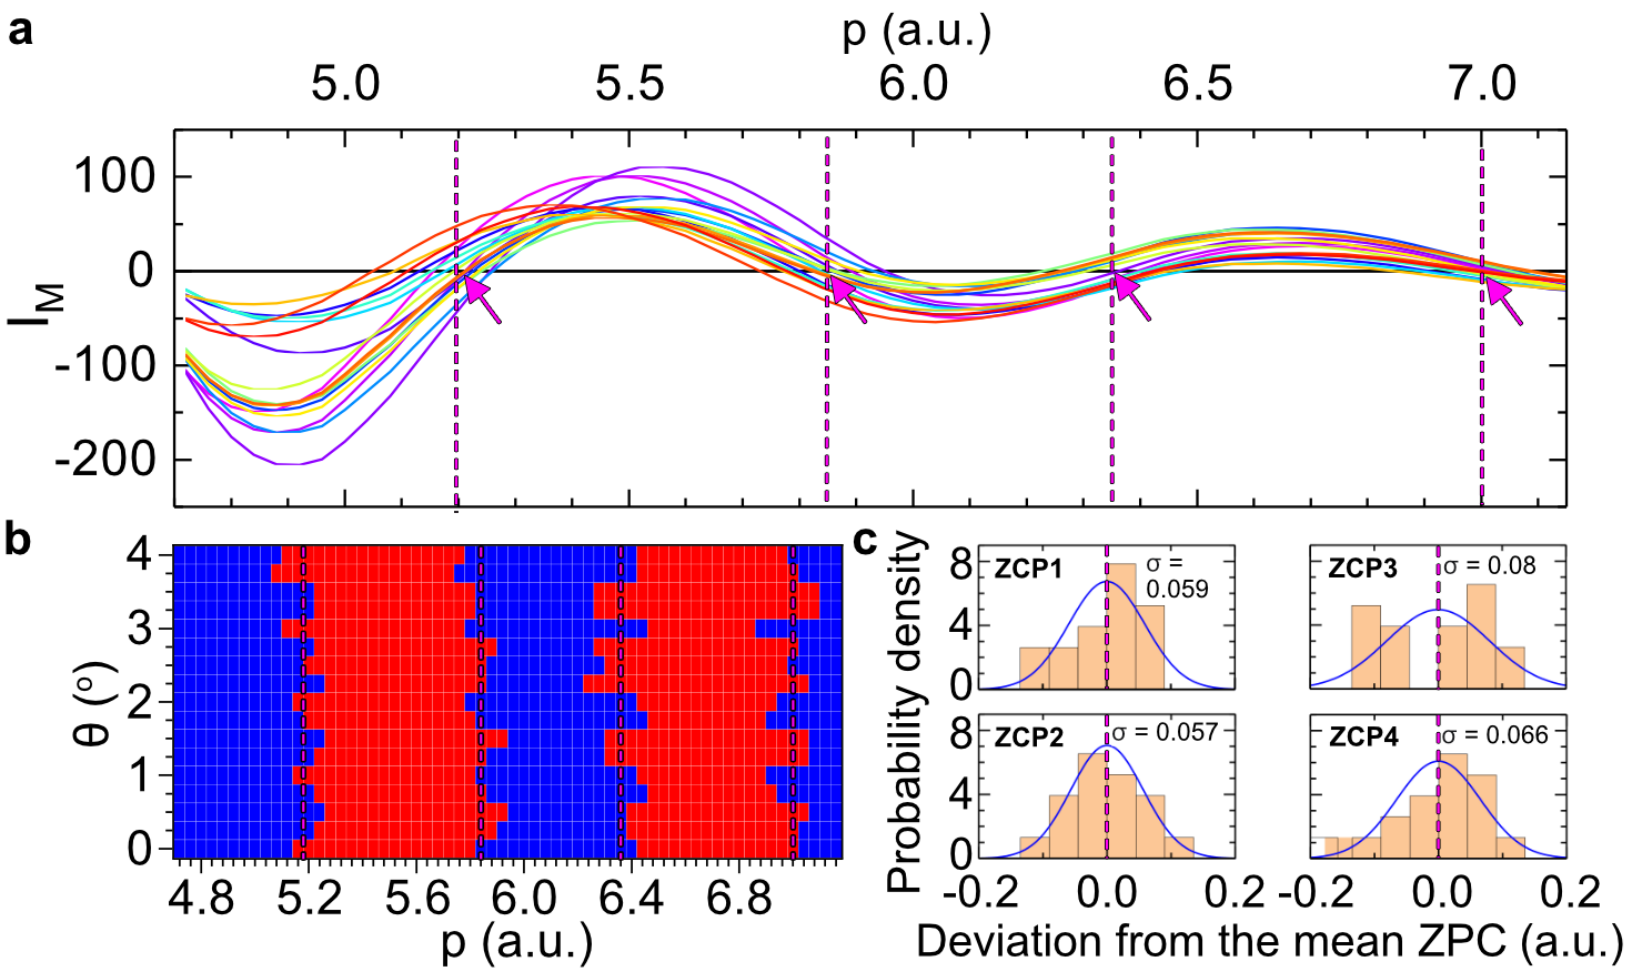 a
p (a.u.)
5.0 5.5 6.0 6.5 7.0
I_M
100
0
-100
-200
b
θ (º)
4
3
2
1
0
4.8 5.2 5.6 6.0 6.4 6.8
p (a.u.)
c
Probability density
8
4
0
ZCP1
σ =
0.059
ZCP3
σ = 0.08
8
4
0
ZCP2
σ = 0.057
ZCP4
σ = 0.066
-0.2 0.0 0.2 -0.2 0.0 0.2
Deviation from the mean ZPC (a.u.)